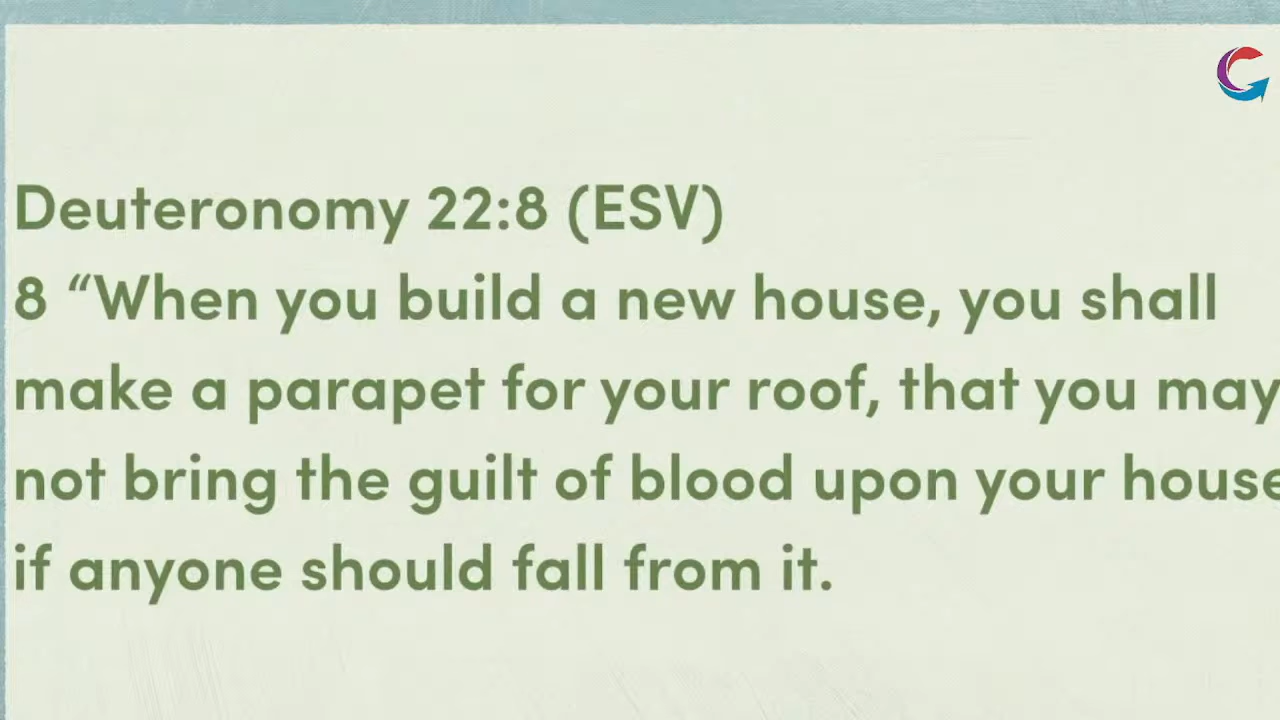 Deuteronomy 22:8 (ESV)
8 “When you build a new house, you shall
make a parapet for your roof, that you may
not bring the guilt of blood upon your house
if anyone should fall from it.